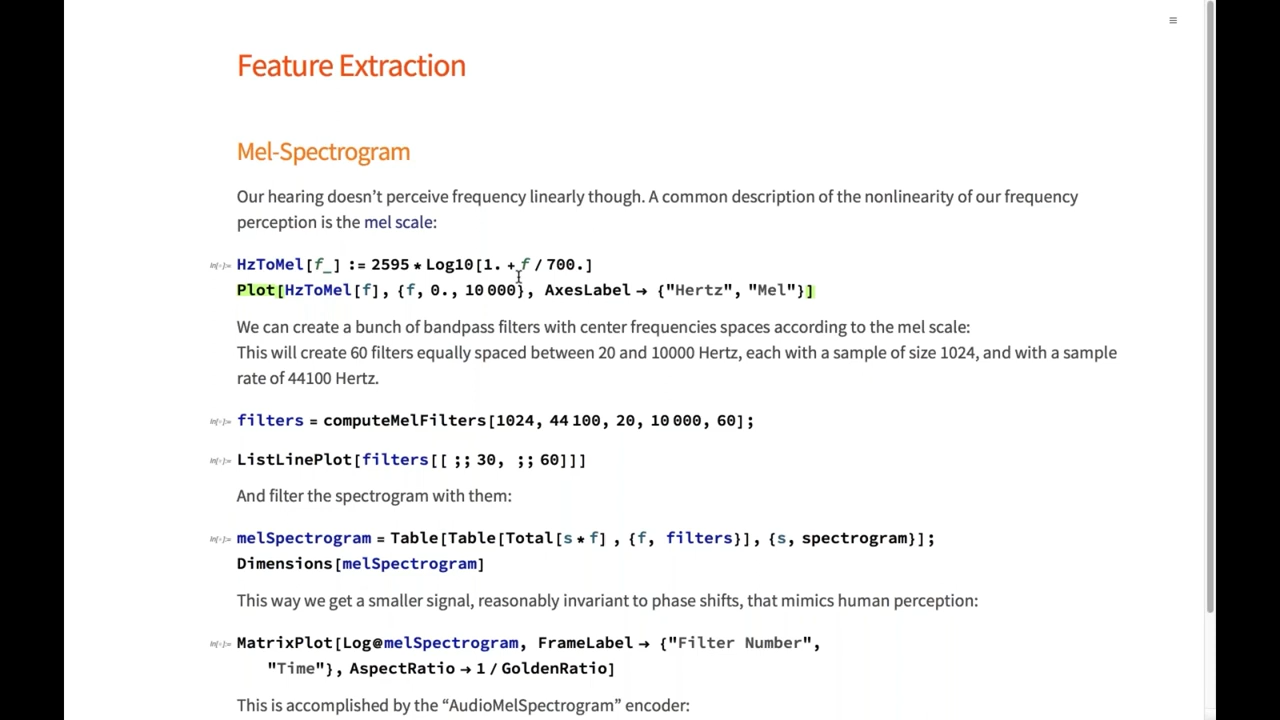 ≡
Feature Extraction
Mel-Spectrogram
Our hearing doesn’t perceive frequency linearly though. A common description of the nonlinearity of our frequency
perception is the mel scale:
In[•]:= HzToMel[f_] := 2595 * Log10[1. + f / 700.]
Plot[HzToMel[f], {f, 0., 10 000}, AxesLabel → {"Hertz", "Mel"}]
We can create a bunch of bandpass filters with center frequencies spaces according to the mel scale:
This will create 60 filters equally spaced between 20 and 10000 Hertz, each with a sample of size 1024, and with a sample
rate of 44100 Hertz.
In[•]:= filters = computeMelFilters[1024, 44 100, 20, 10 000, 60];
In[•]:= ListLinePlot[filters[[ ;; 30, ;; 60]]]
And filter the spectrogram with them:
In[•]:= melSpectrogram = Table[Table[Total[s * f] , {f, filters}], {s, spectrogram}];
Dimensions[melSpectrogram]
This way we get a smaller signal, reasonably invariant to phase shifts, that mimics human perception:
In[•]:= MatrixPlot[Log@melSpectrogram, FrameLabel → {"Filter Number",
"Time"}, AspectRatio → 1 / GoldenRatio]
This is accomplished by the “AudioMelSpectrogram” encoder: